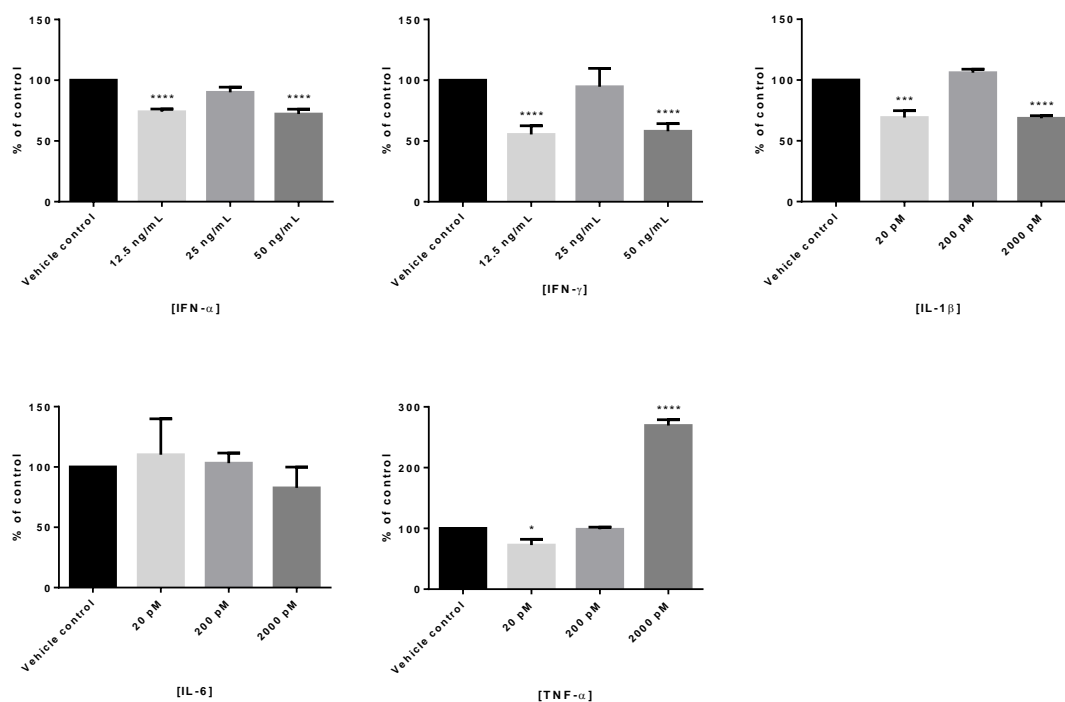 150
100
50
0
% of control
****
****
Vehicle control
12.5 ng/mL
25 ng/mL
50 ng/mL
[IFN-α]
150
100
50
0
% of control
****
****
Vehicle control
12.5 ng/mL
25 ng/mL
50 ng/mL
[IFN-γ]
150
100
50
0
% of control
***
****
Vehicle control
20 pM
200 pM
2000 pM
[IL-1β]
150
100
50
0
% of control
Vehicle control
20 pM
200 pM
2000 pM
[IL-6]
300
200
100
0
% of control
*
****
Vehicle control
20 pM
200 pM
2000 pM
[TNF-α]